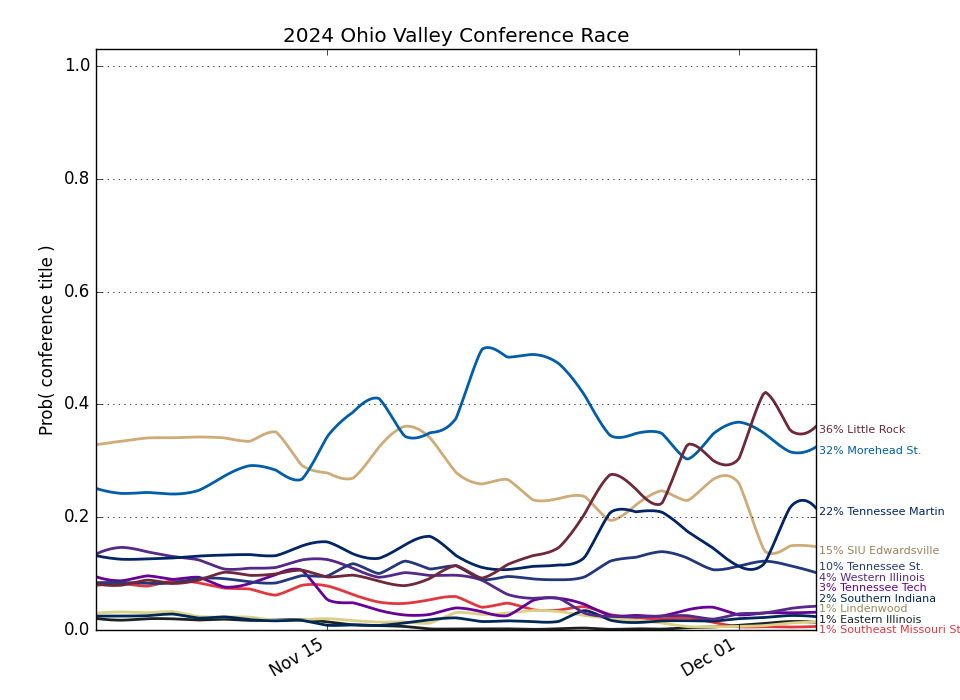 2024 Ohio Valley Conference Race
Prob( conference title )
1.0
0.8
0.6
0.4
0.2
0.0
Nov 15
Dec 01
36% Little Rock
32% Morehead St.
22% Tennessee Martin
15% SIU Edwardsville
10% Tennessee St.
4% Western Illinois
3% Tennessee Tech
2% Southern Indiana
1% Lindenwood
1% Eastern Illinois
1% Southeast Missouri St